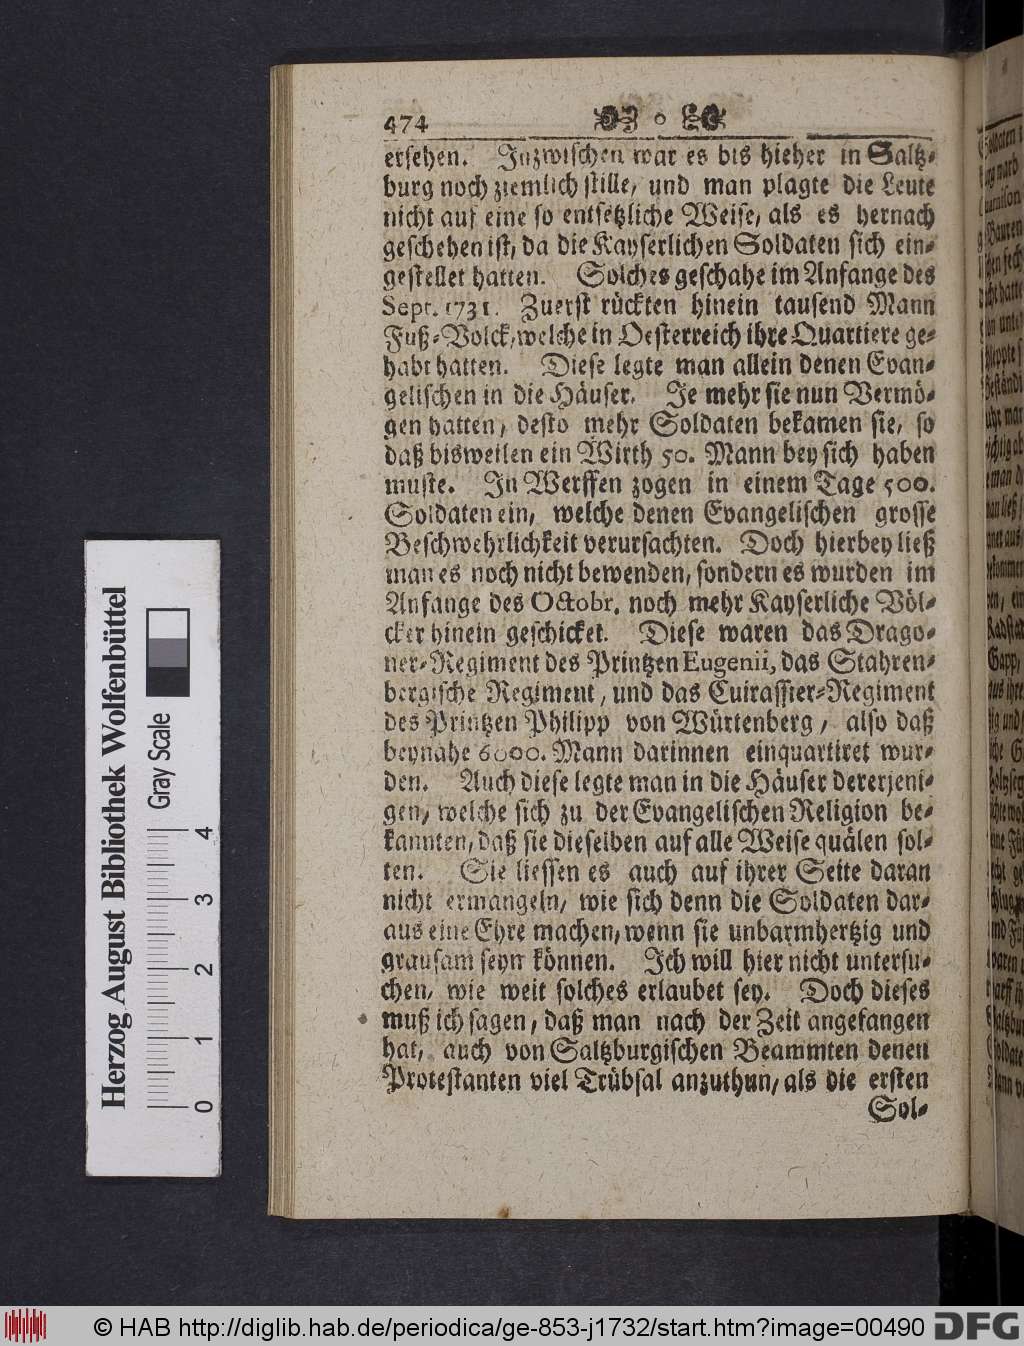 474
ersehen. Inzwischen war es bis hieher in Saltz-
burg noch ziemlich stille, und man plagte die Leute
nicht auf eine so entsetzliche Weise, als es hernach
geschehen ist, da die Kayserlichen Soldaten sich ein-
gestellet hatten. Solches geschahe im Anfange des
Sept. 1731. Zuerst rückten hinein tausend Mann
Fuß-Volck, welche in Oesterreich ihre Quartiere ge-
habt hatten. Diese legte man allein denen Evan-
gelischen in die Häuser. Je mehr sie nun Vermö-
gen hatten, desto mehr Soldaten bekamen sie, so
daß bisweilen ein Wirth 50. Mann bey sich haben
muste. In Werffen zogen in einem Tage 500.
Soldaten ein, welche denen Evangelischen grosse
Beschwehrlichkeit verursachten. Doch hierbey ließ
man es noch nicht bewenden, sondern es wurden im
Anfange des Octobr. noch mehr Kayserliche Völ-
cker hinein geschicket. Diese waren das Drago-
ner-Regiment des Printzen Eugenii, das Stahren-
bergische Regiment, und das Cuirassier-Regiment
des Printzen Philipp von Würtenberg, also daß
beynahe 6000. Mann darinnen einquartiret wur-
den. Auch diese legte man in die Häuser dererjeni-
gen, welche sich zu der Evangelischen Religion be-
kannten, daß sie dieselben auf alle Weise quälen sol-
ten. Sie liessen es auch auf ihrer Seite daran
nicht ermangeln, wie sich denn die Soldaten dar-
aus eine Ehre machen, wenn sie unbarmhertzig und
grausam seyn können. Ich will hier nicht untersu-
chen, wie weit solches erlaubet sey. Doch dieses
muß ich sagen, daß man nach der Zeit angefangen
hat, auch von Saltzburgischen Beammten denen
Protestanten viel Trübsal anzuthun, als die ersten
Sol-
Herzog August Bibliothek Wolfenbüttel
Gray Scale
0 1 2 3 4
© HAB http://diglib.hab.de/periodica/ge-853-j1732/start.htm?image=00490
DFG